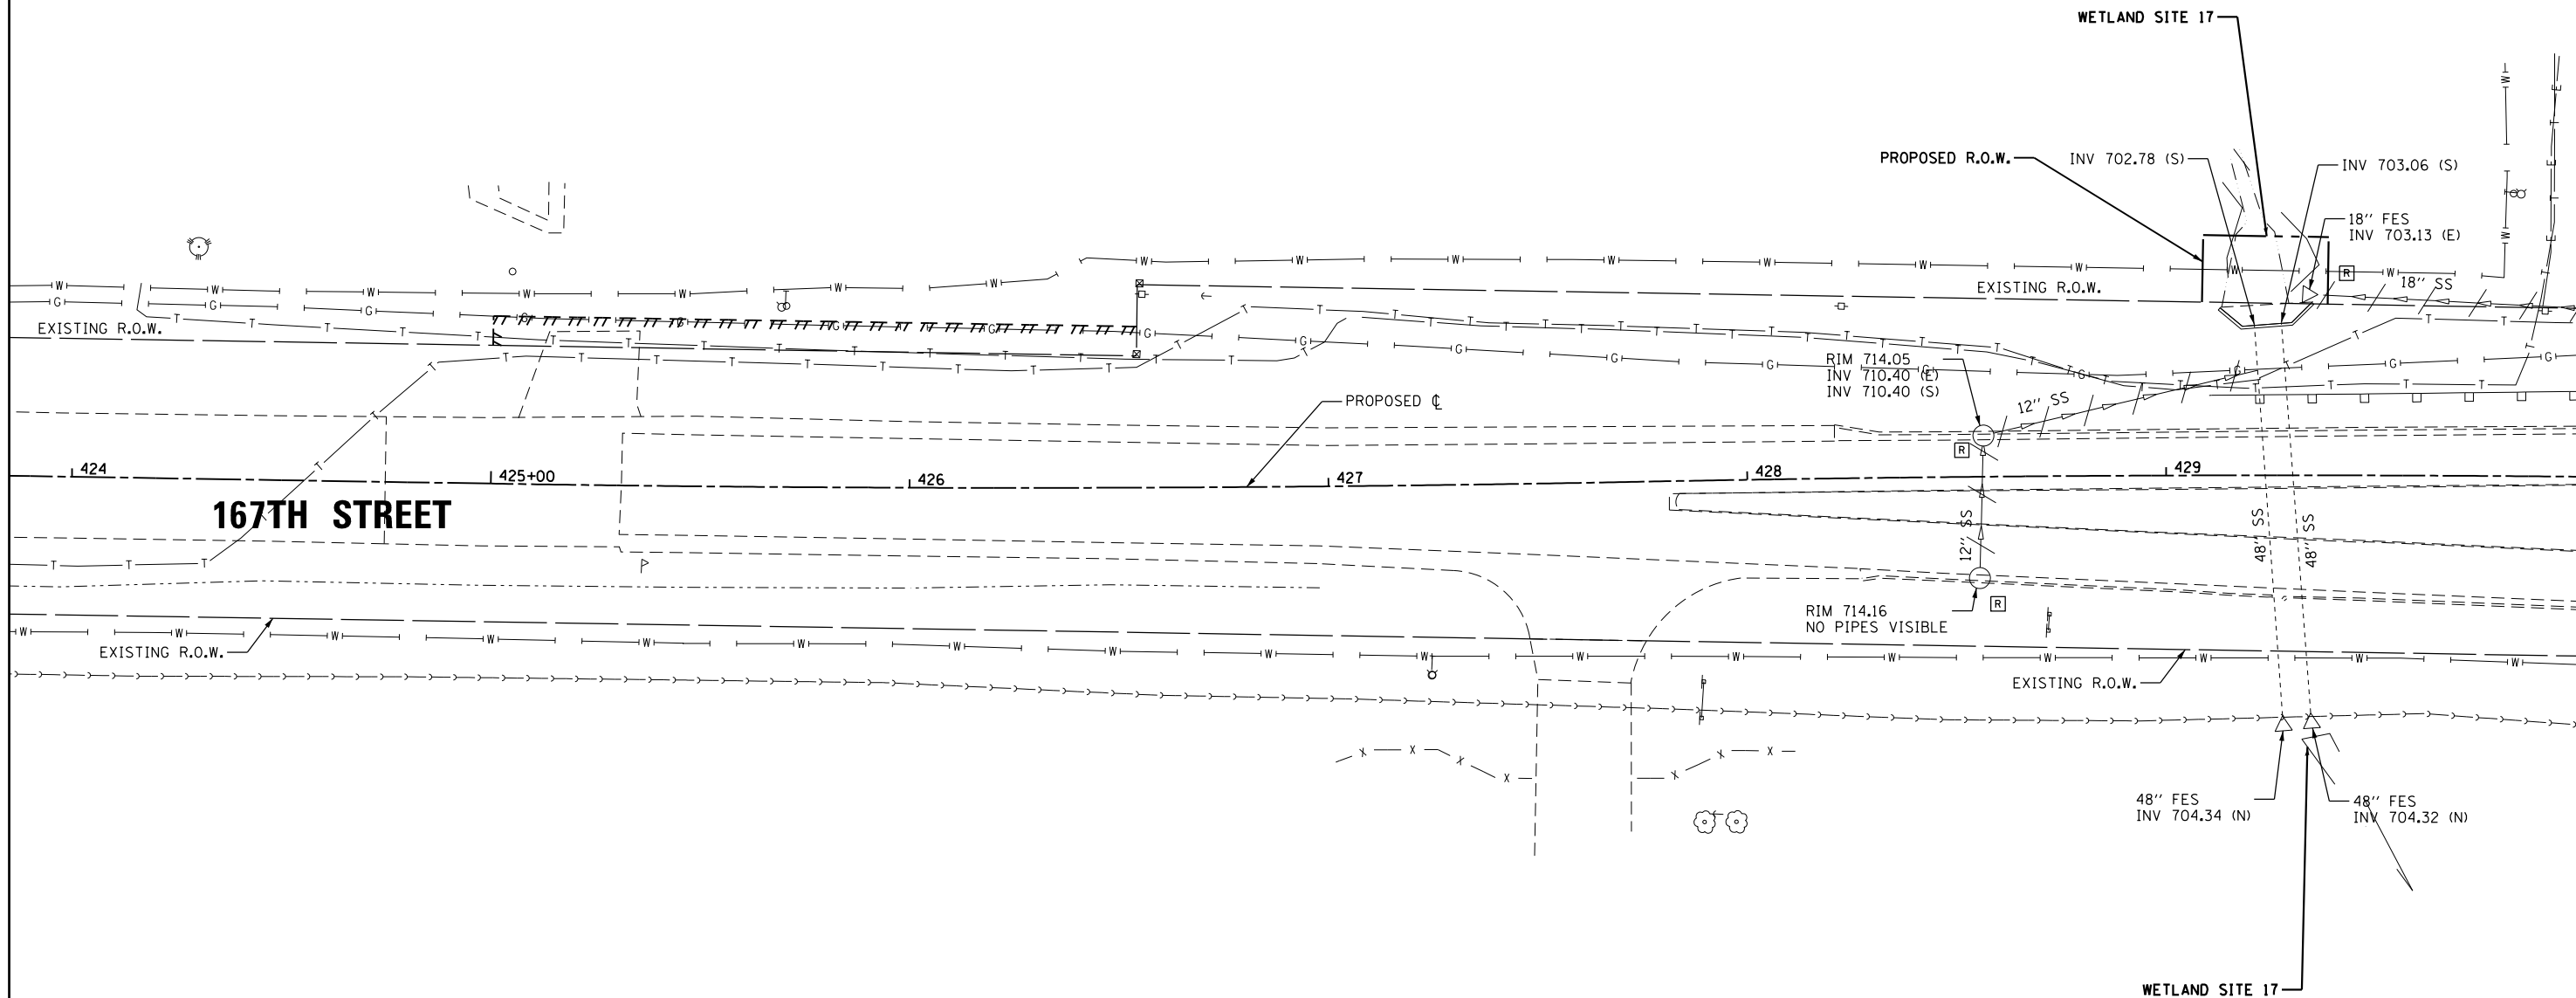 WETLAND SITE 17
PROPOSED R.O.W.
INV 702.78 (S)
INV 703.06 (S)
18'' FES
INV 703.13 (E)
R
18'' SS
EXISTING R.O.W.
EXISTING R.O.W.
RIM 714.05
INV 710.40 (E)
INV 710.40 (S)
12'' SS
PROPOSED ℄
R
424
425+00
426
427
428
429
167TH STREET
12'' SS
48'' SS
48'' SS
R
RIM 714.16
NO PIPES VISIBLE
EXISTING R.O.W.
EXISTING R.O.W.
48'' FES
INV 704.34 (N)
48'' FES
INV 704.32 (N)
WETLAND SITE 17